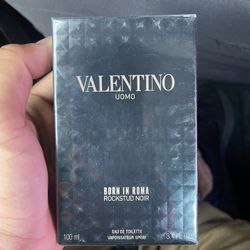 VALENTINO
UOMO
BORN IN ROMA
ROCKSTUD NOIR
EAU DE TOILETTE
VAPORISATEUR SPRAY
100 ml